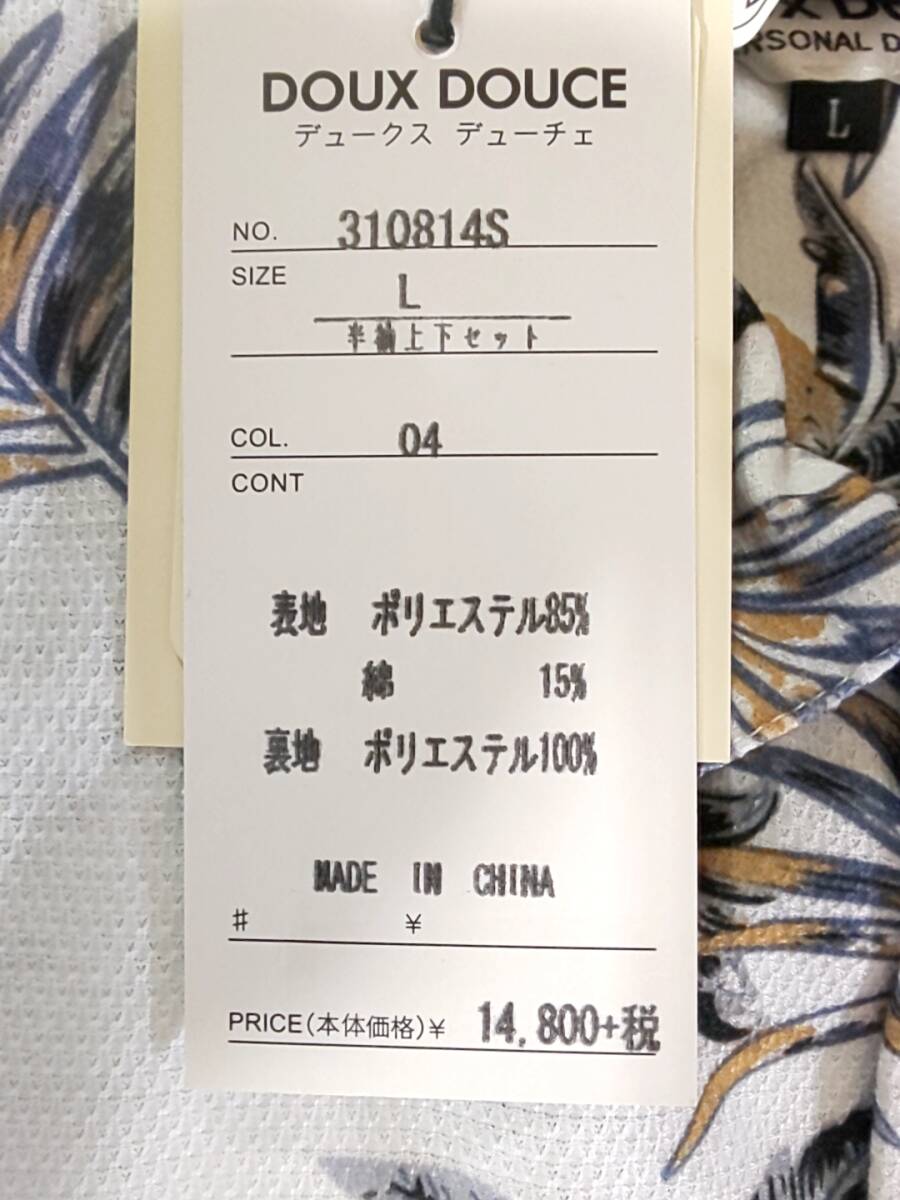 DOUX DOUCE
デュークス デューチェ
NO. 310814S
SIZE L
半袖上下セット
COL. 04
CONT
表地 ポリエステル85%
綿 15%
裏地 ポリエステル100%
MADE IN CHINA
# ¥
PRICE(本体価格)¥ 14,800+税
RSONAL D
L